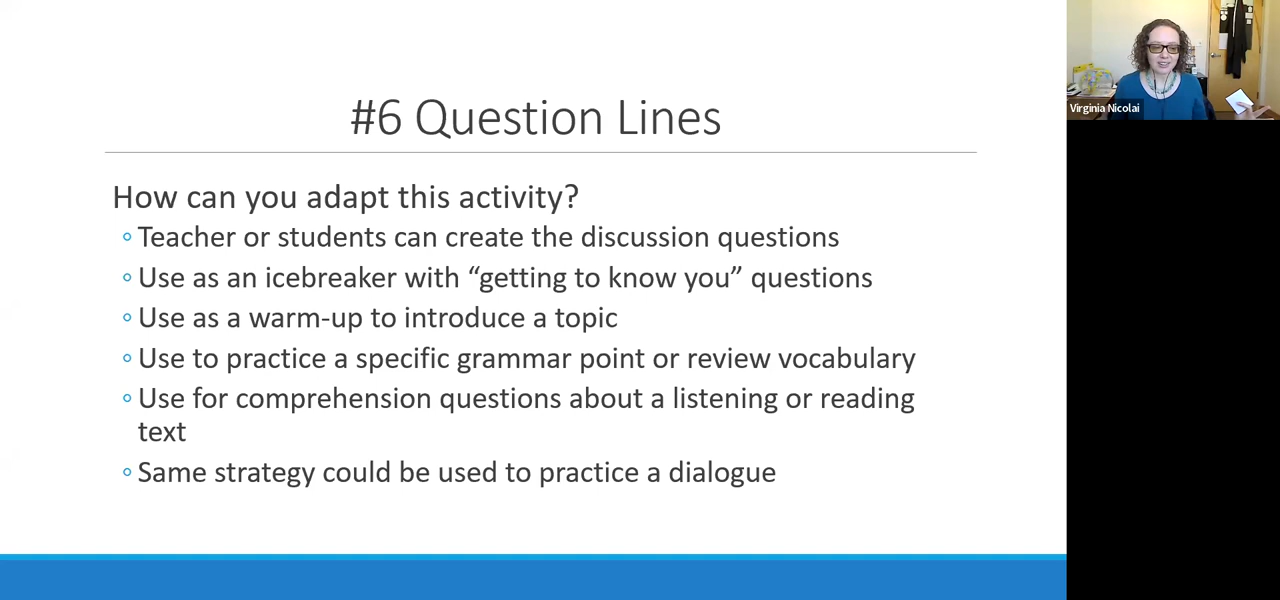 #6 Question Lines
How can you adapt this activity?
◦ Teacher or students can create the discussion questions
◦ Use as an icebreaker with “getting to know you” questions
◦ Use as a warm-up to introduce a topic
◦ Use to practice a specific grammar point or review vocabulary
◦ Use for comprehension questions about a listening or reading
text
◦ Same strategy could be used to practice a dialogue
Virginia Nicolai